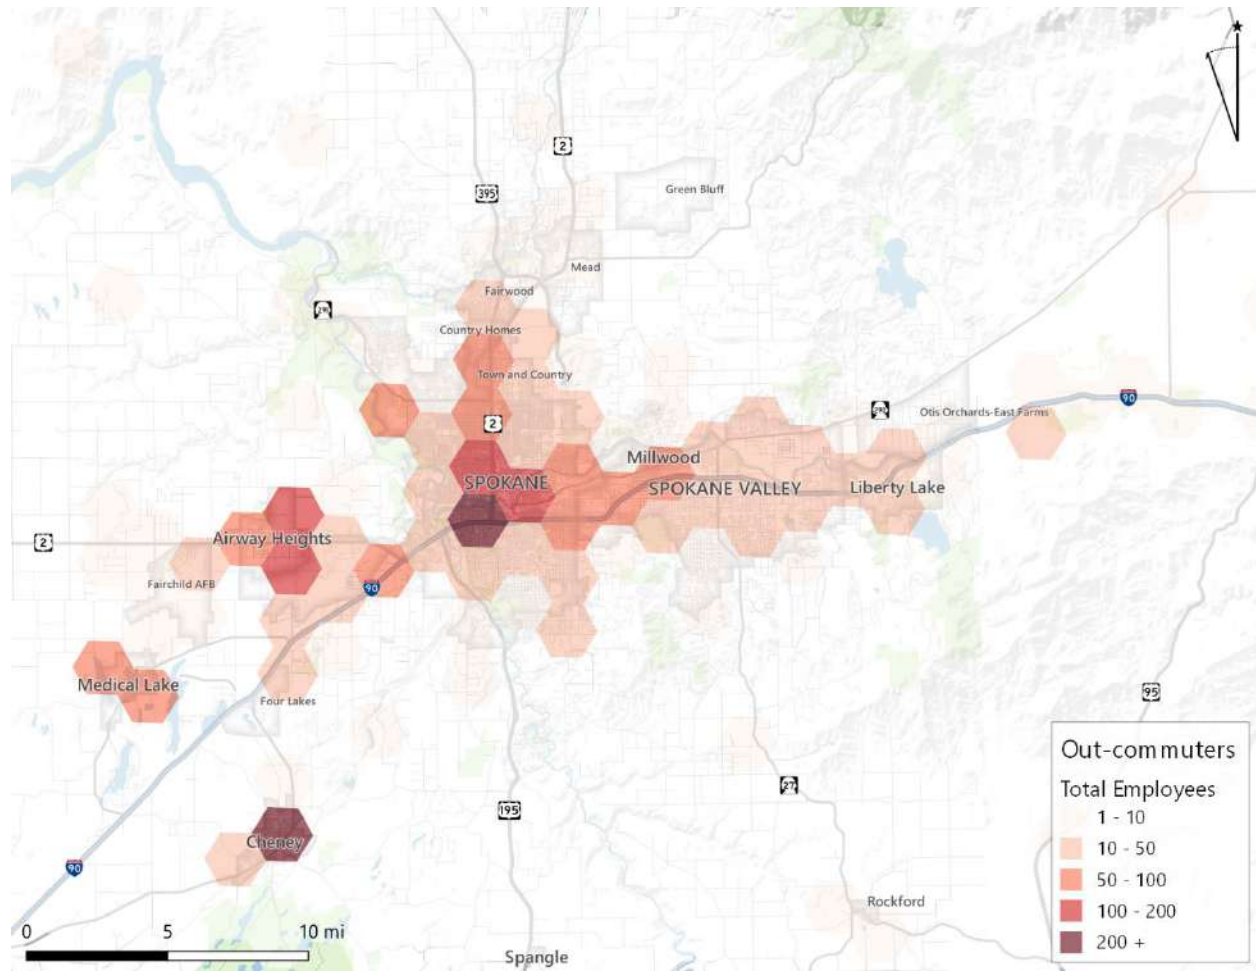 2
395
Green Bluff
Mead
Fairwood
291
Country Homes
Town and Country
90
290
Otis Orchards-East Farms
2
Millwood
SPOKANE
SPOKANE VALLEY
Liberty Lake
Airway Heights
2
Fairchild AFB
90
Medical Lake
Four Lakes
95
Out-commuters
Total Employees
1 - 10
10 - 50
50 - 100
100 - 200
200 +
27
195
Cheney
90
Rockford
0 5 10 mi
Spangle